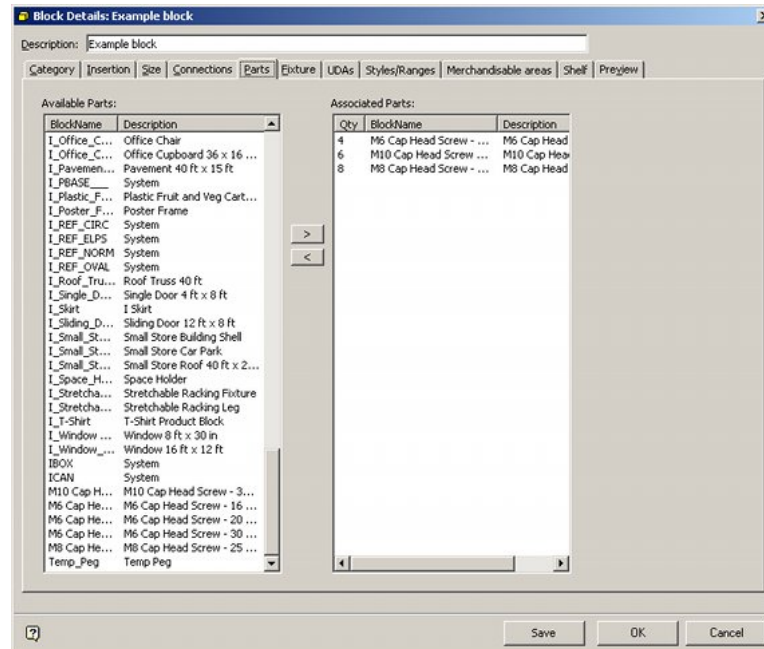 Block Details: Example block
Description: Example block
Category Insertion Size Connections Parts Fixture UDAs Styles/Ranges Merchandisable areas Shelf Preview
Available Parts:
BlockName Description
I_Office_C... Office Chair
I_Office_C... Office Cupboard 36 x 16 ...
I_Pavemen... Pavement 40 ft x 15 ft
I_PBASE___ System
I_Plastic_F... Plastic Fruit and Veg Cart...
I_Poster_F... Poster Frame
I_REF_CIRC System
I_REF_ELPS System
I_REF_NORM System
I_REF_OVAL System
I_Roof_Tru... Roof Truss 40 ft
I_Single_D... Single Door 4 ft x 8 ft
I_Skirt I Skirt
I_Sliding_D... Sliding Door 12 ft x 8 ft
I_Small_St... Small Store Building Shell
I_Small_St... Small Store Car Park
I_Small_St... Small Store Roof 40 ft x 2...
I_Space_H... Space Holder
I_Stretcha... Stretchable Racking Fixture
I_Stretcha... Stretchable Racking Leg
I_T-Shirt T-Shirt Product Block
I_Window ... Window 8 ft x 30 in
I_Window_... Window 16 ft x 12 ft
IBOX System
ICAN System
M10 Cap H... M10 Cap Head Screw - 3...
M6 Cap He... M6 Cap Head Screw - 16 ...
M6 Cap He... M6 Cap Head Screw - 20 ...
M6 Cap He... M6 Cap Head Screw - 30 ...
M8 Cap He... M8 Cap Head Screw - 25 ...
Temp_Peg Temp Peg
>
<
Associated Parts:
Qty BlockName Description
4 M6 Cap Head Screw - ... M6 Cap Head
6 M10 Cap Head Screw ... M10 Cap Hea
8 M8 Cap Head Screw - ... M8 Cap Head
?
Save OK Cancel